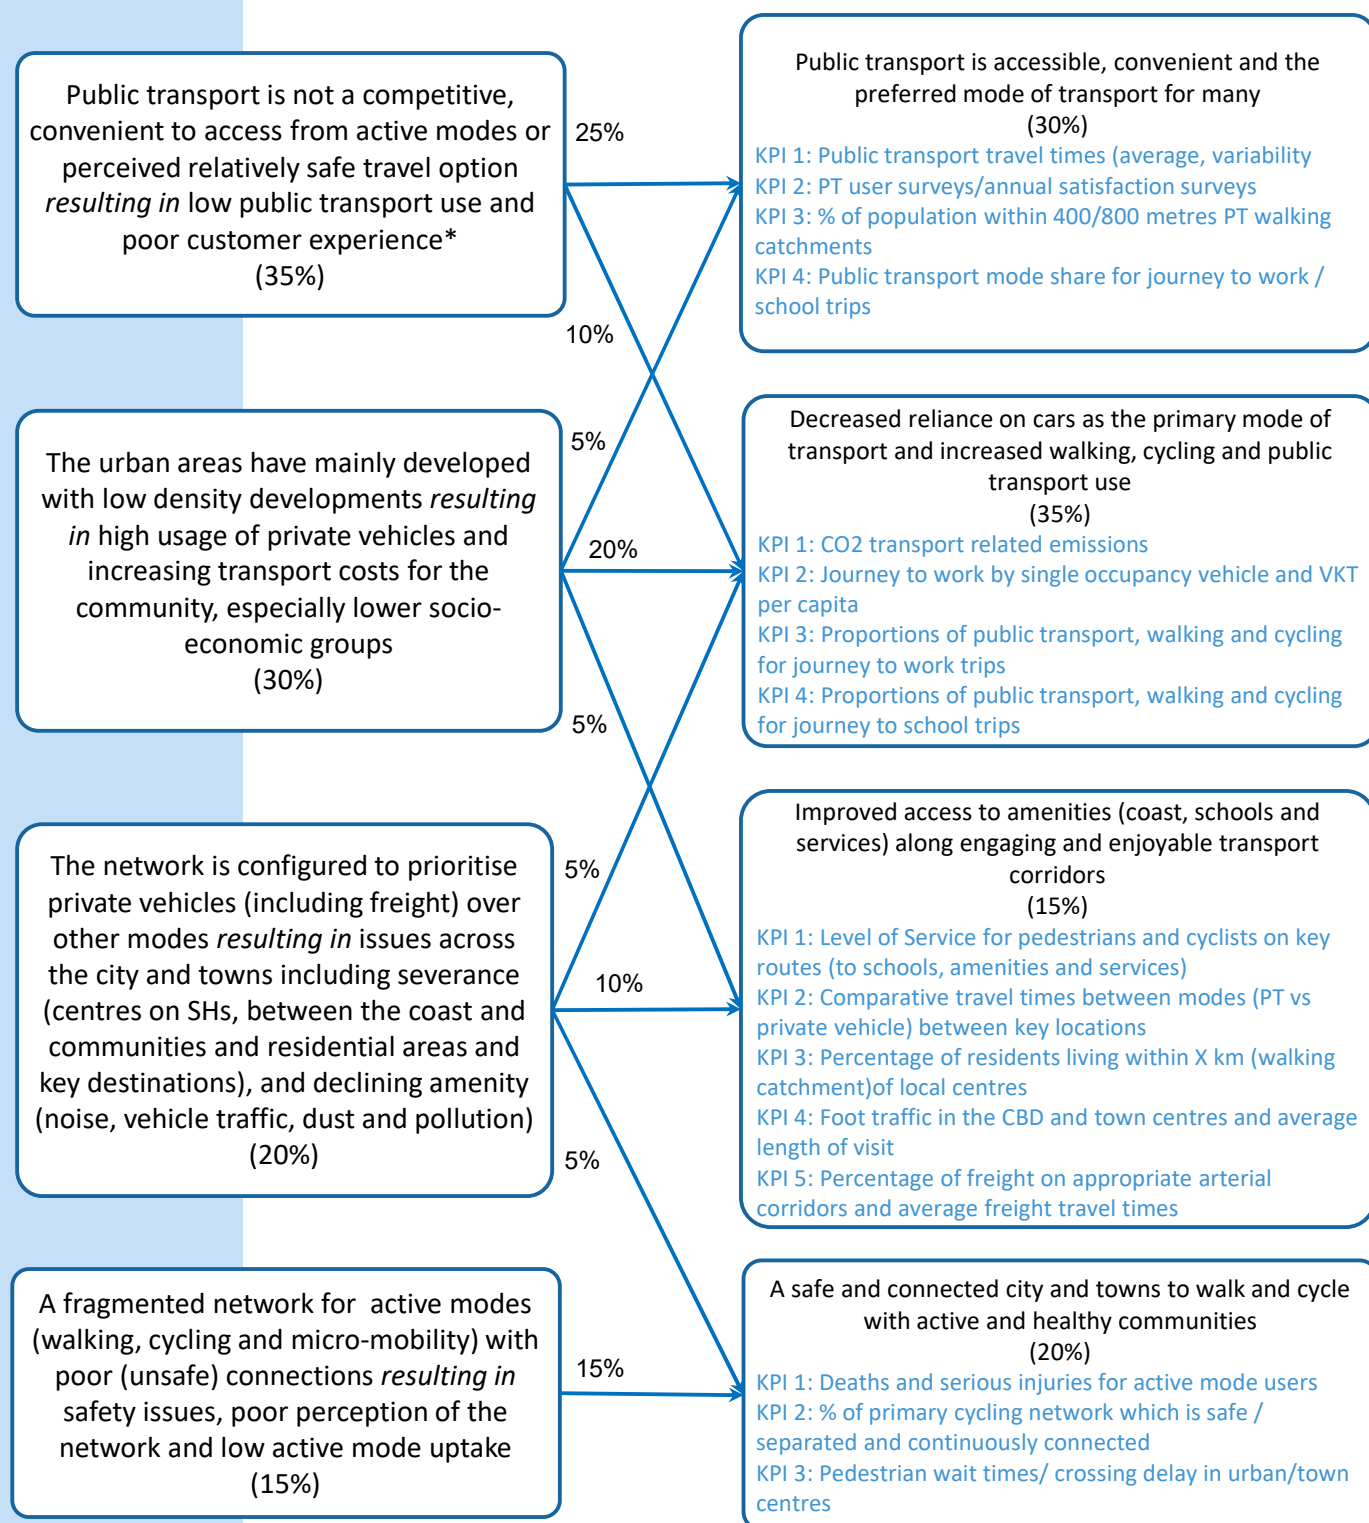 Public transport is not a competitive,
convenient to access from active modes or
perceived relatively safe travel option
resulting in low public transport use and
poor customer experience*
(35%)
The urban areas have mainly developed
with low density developments resulting
in high usage of private vehicles and
increasing transport costs for the
community, especially lower socio-
economic groups
(30%)
The network is configured to prioritise
private vehicles (including freight) over
other modes resulting in issues across
the city and towns including severance
(centres on SHs, between the coast and
communities and residential areas and
key destinations), and declining amenity
(noise, vehicle traffic, dust and pollution)
(20%)
A fragmented network for active modes
(walking, cycling and micro-mobility) with
poor (unsafe) connections resulting in
safety issues, poor perception of the
network and low active mode uptake
(15%)
25%
10%
5%
20%
5%
5%
10%
5%
15%
Public transport is accessible, convenient and the
preferred mode of transport for many
(30%)
KPI 1: Public transport travel times (average, variability
KPI 2: PT user surveys/annual satisfaction surveys
KPI 3: % of population within 400/800 metres PT walking
catchments
KPI 4: Public transport mode share for journey to work /
school trips
Decreased reliance on cars as the primary mode of
transport and increased walking, cycling and public
transport use
(35%)
KPI 1: CO2 transport related emissions
KPI 2: Journey to work by single occupancy vehicle and VKT
per capita
KPI 3: Proportions of public transport, walking and cycling
for journey to work trips
KPI 4: Proportions of public transport, walking and cycling
for journey to school trips
Improved access to amenities (coast, schools and
services) along engaging and enjoyable transport
corridors
(15%)
KPI 1: Level of Service for pedestrians and cyclists on key
routes (to schools, amenities and services)
KPI 2: Comparative travel times between modes (PT vs
private vehicle) between key locations
KPI 3: Percentage of residents living within X km (walking
catchment)of local centres
KPI 4: Foot traffic in the CBD and town centres and average
length of visit
KPI 5: Percentage of freight on appropriate arterial
corridors and average freight travel times
A safe and connected city and towns to walk and cycle
with active and healthy communities
(20%)
KPI 1: Deaths and serious injuries for active mode users
KPI 2: % of primary cycling network which is safe /
separated and continuously connected
KPI 3: Pedestrian wait times/ crossing delay in urban/town
centres